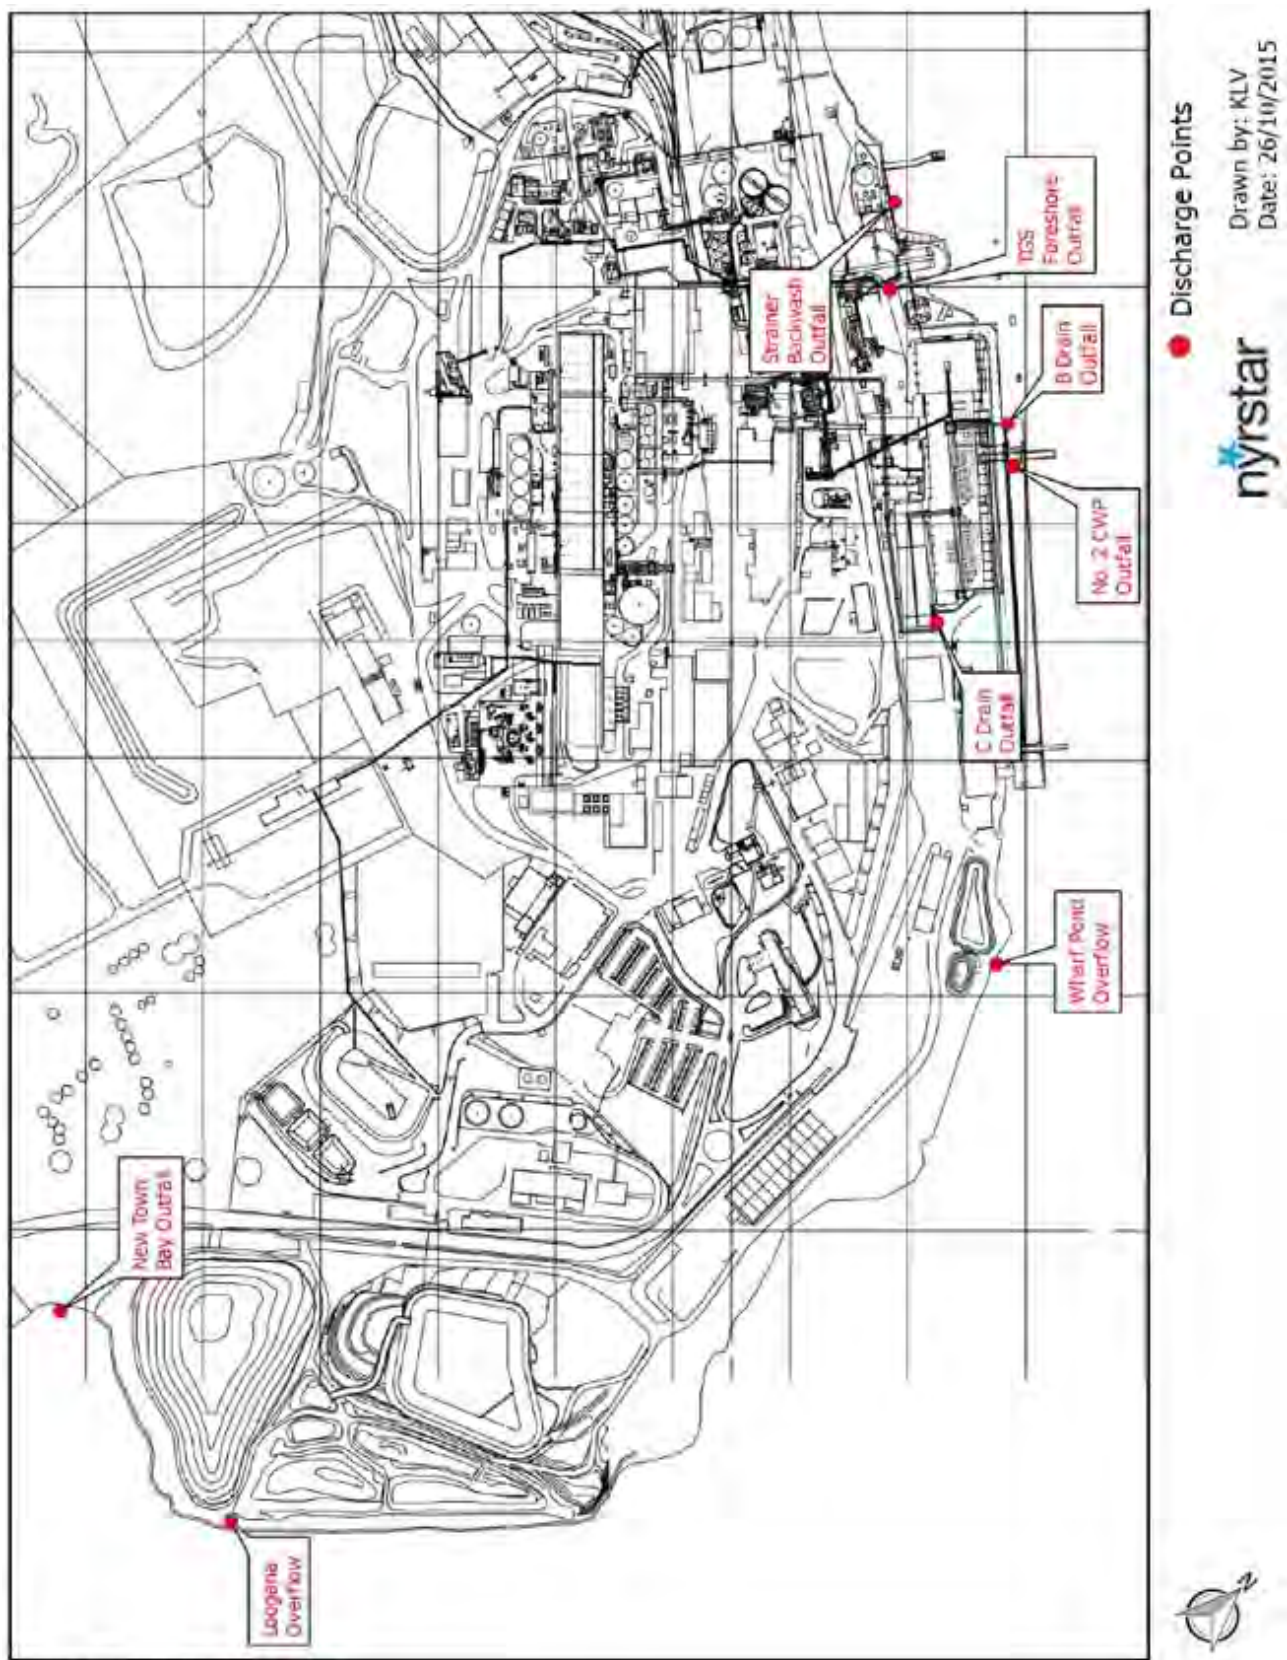 New Town
Bay Outfall
Loogana
Overflow
Strainer
Backwash
Outfall
TGS
Foreshore
Outfall
B Drain
Outfall
No. 2 CWP
Outfall
C Drain
Outfall
Wharf Pond
Overflow
Discharge Points
nyrstar
Drawn by: KLV
Date: 26/10/2015
N